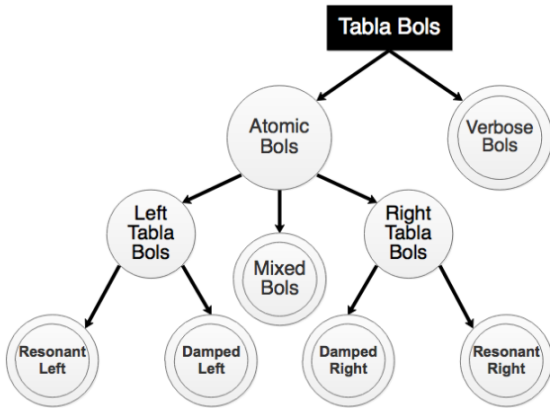 Tabla Bols
Atomic
Bols
Verbose
Bols
Left
Tabla
Bols
Mixed
Bols
Right
Tabla
Bols
Resonant
Left
Damped
Left
Damped
Right
Resonant
Right